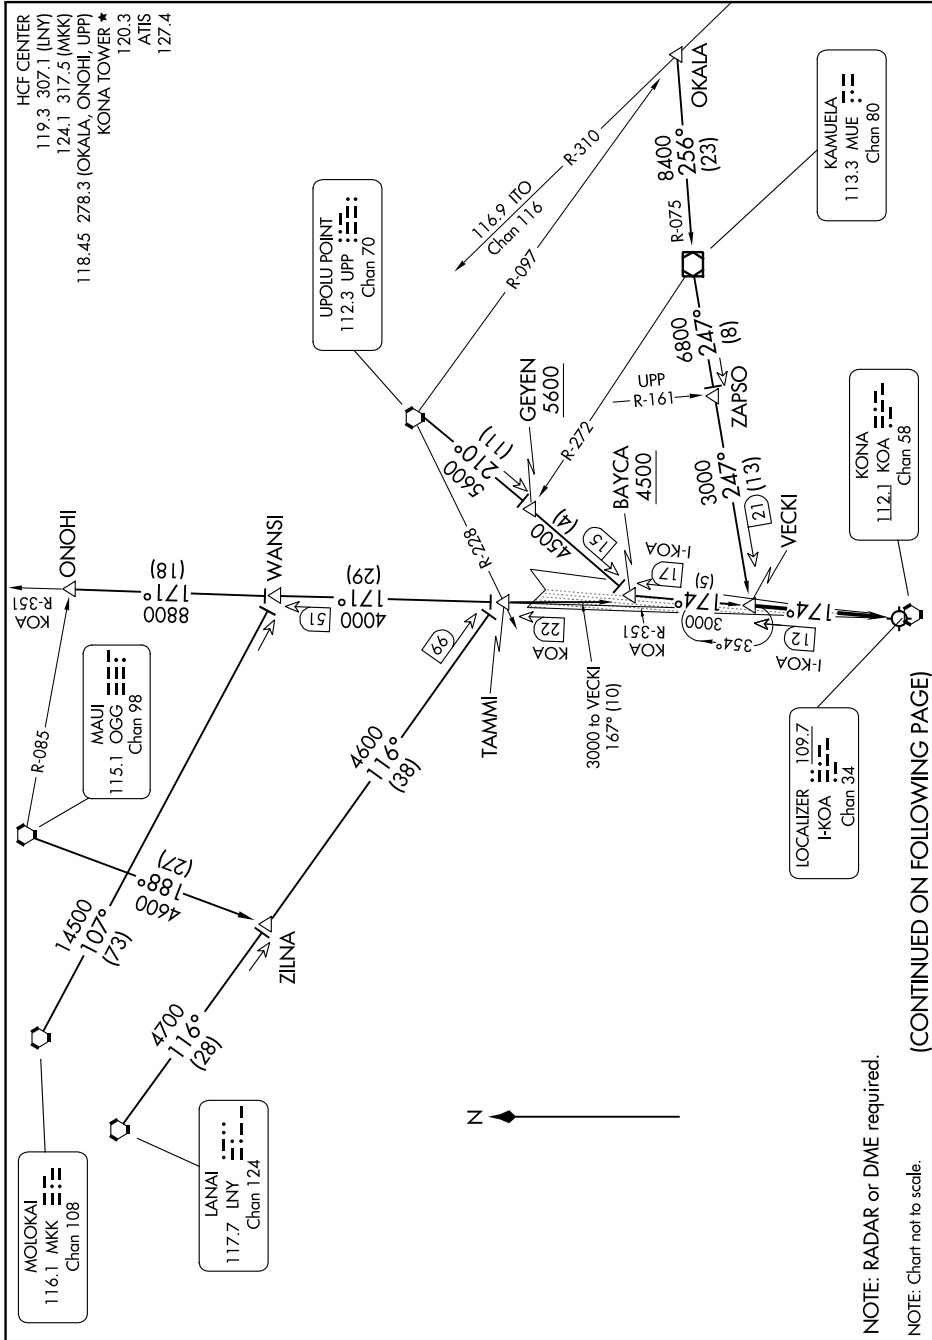 HCF CENTER
119.3 307.1 (LNY)
124.1 317.5 (MKK)
118.45 278.3 (OKALA, ONOHI, UPP)
KONA TOWER ★
120.3
ATIS
127.4
MOLOKAI
116.1 MKK
Chan 108
LANAI
117.7 LNY
Chan 124
MAUI
115.1 OGG
Chan 98
UPOLU POINT
112.3 UPP
Chan 70
KAMUELA
113.3 MUE
Chan 80
KONA
112.1 KOA
Chan 58
LOCALIZER 109.7
I-KOA
Chan 34
14500
107°
(73)
4700
116°
(28)
ZILNA
4600
188°
(27)
R-085
KOA
R-351
ONOHI
8800
171°
(18)
WANSI
51
4000
171°
(29)
4600
116°
(38)
66
TAMMI
22
KOA
R-228
3000 to VECKI
167° (10)
5600
210°
(11)
GEYEN
5600
4500
(4)
15
BAYCA
4500
I-KOA
17
KOA
R-351
174°
3000
(5)
354°
12
I-KOA
174°
VECKI
21
3000
247°
(13)
ZAPSO
UPP
R-161
6800
247°
(8)
R-272
R-075
8400
256°
(23)
OKALA
R-310
116.9 ITO
Chan 116
R-097
N
NOTE: RADAR or DME required.
NOTE: Chart not to scale.
(CONTINUED ON FOLLOWING PAGE)